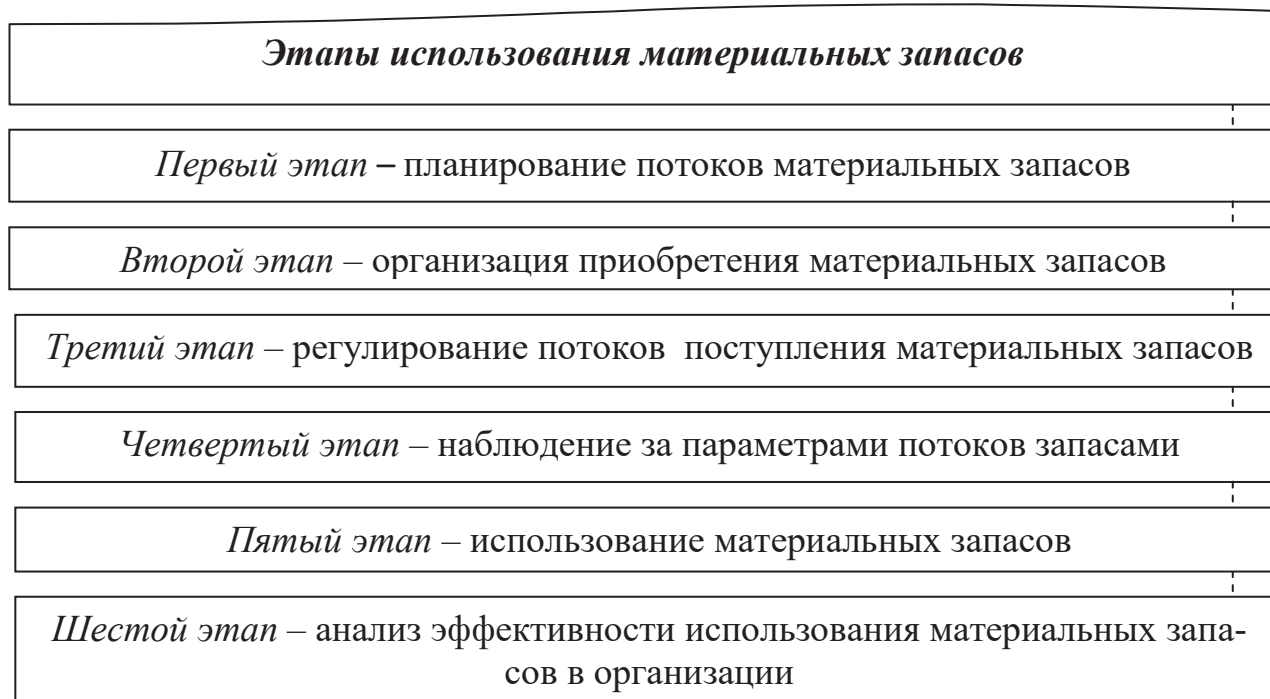 Этапы использования материальных запасов
Первый этап – планирование потоков материальных запасов
Второй этап – организация приобретения материальных запасов
Третий этап – регулирование потоков поступления материальных запасов
Четвертый этап – наблюдение за параметрами потоков запасами
Пятый этап – использование материальных запасов
Шестой этап – анализ эффективности использования материальных запа-
сов в организации